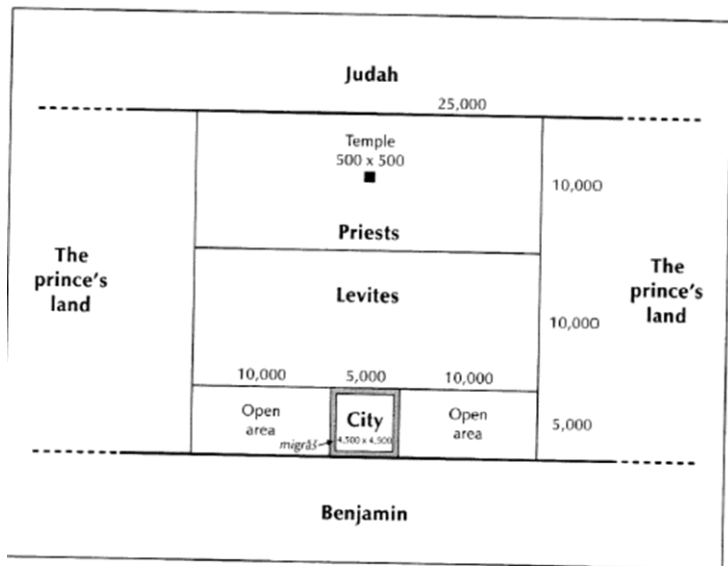 Judah
25,000
Temple
500 x 500
10,000
Priests
The
prince's
land
Levites
The
prince's
land
10,000
10,000
5,000
10,000
Open
area
City
4,500 x 4,500
migrāš
Open
area
5,000
Benjamin